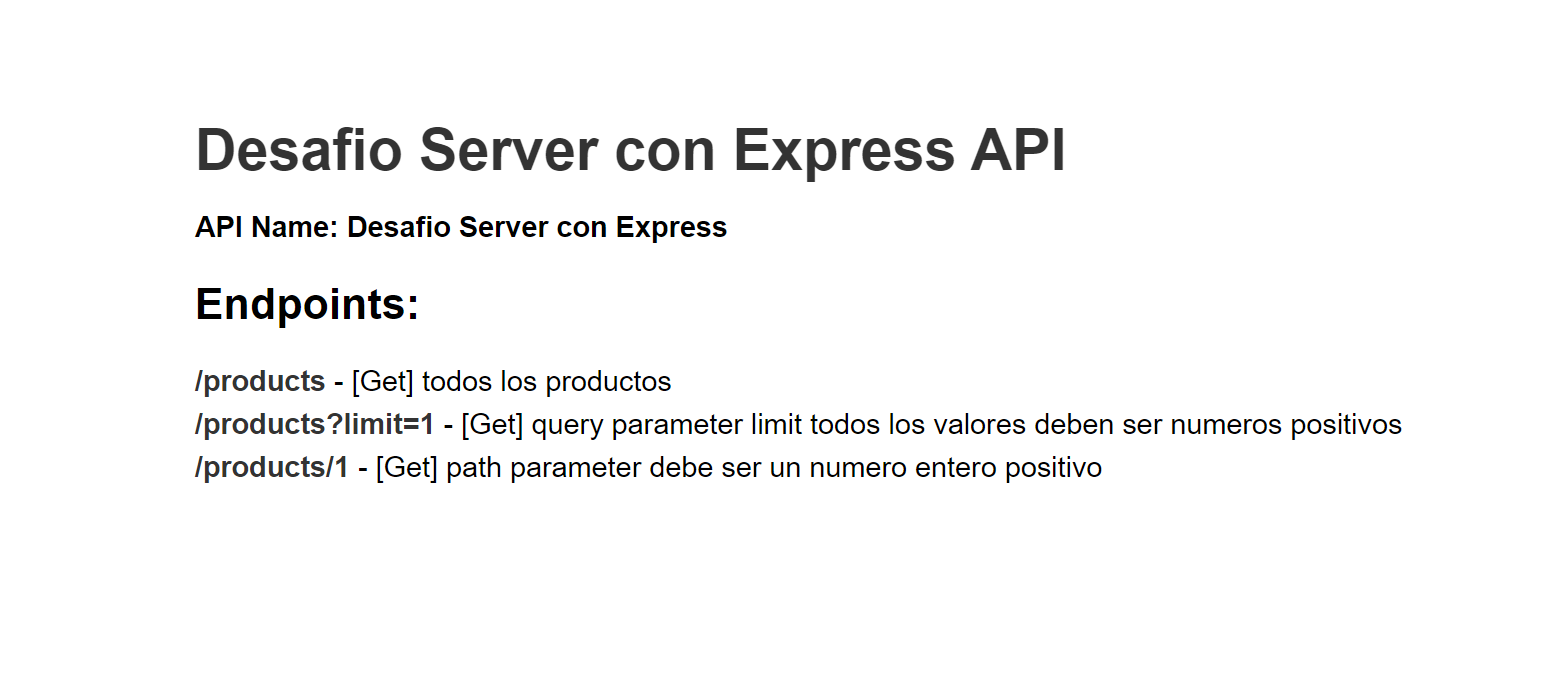 Desafio Server con Express API
API Name: Desafio Server con Express
Endpoints:
/products - [Get] todos los productos
/products?limit=1 - [Get] query parameter limit todos los valores deben ser numeros positivos
/products/1 - [Get] path parameter debe ser un numero entero positivo